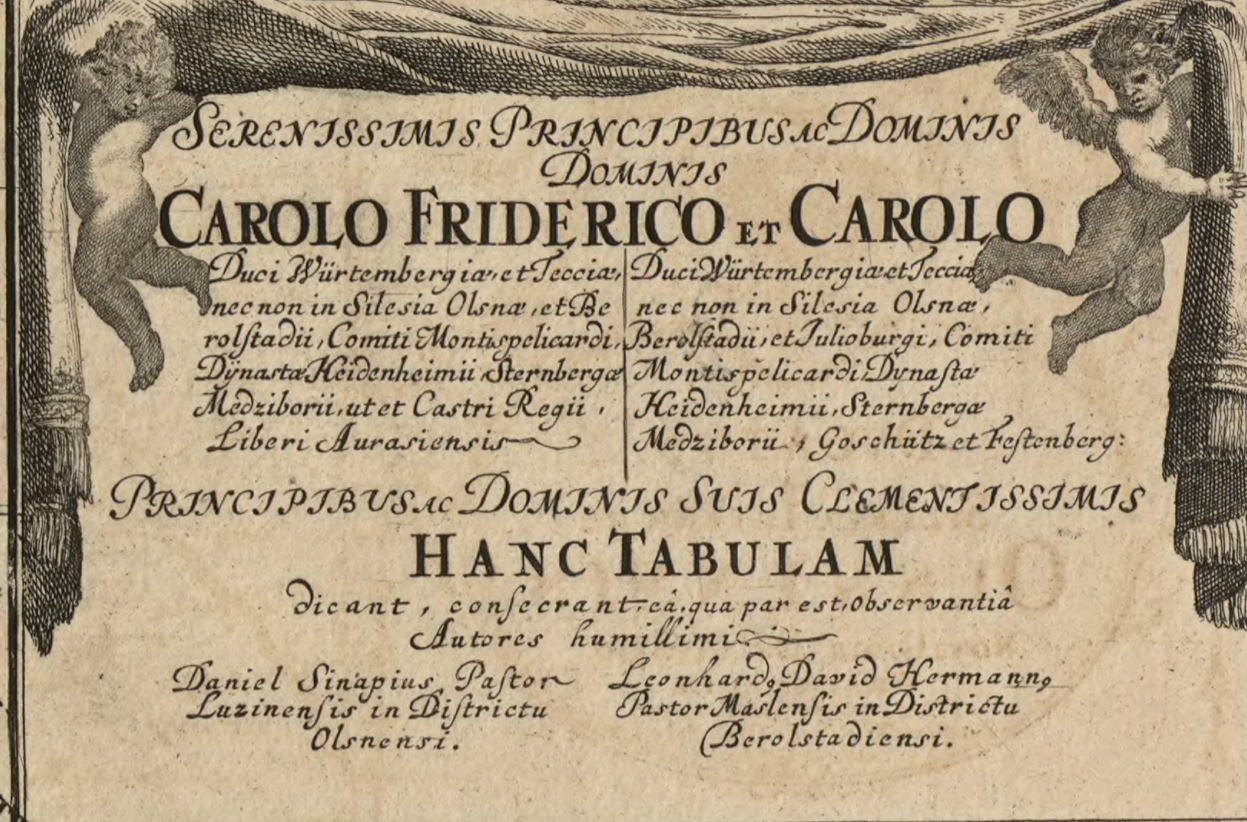 SERENISSIMIS PRINCIPIBUS AC DOMINIS
DOMINIS
CAROLO FRIDERICO ET CAROLO
Duci Würtembergiæ, et Tecciæ,
nec non in Silesia Olsnæ, et Be
rolstadii, Comiti Montispelicardi,
Dÿnastæ Heidenheimii Sternbergæ
Medziborii, ut et Castri Regii,
Liberi Aurasiensis
Duci Würtembergiæ et Tecciæ,
nec non in Silesia Olsnæ,
Berolſtadii, et Julioburgi, Comiti
Montispelicardi, Dynaſtæ
Heidenheimii, Sternbergæ
Medziborii, Goschütz et Feſtenberg:
PRINCIPIBUS AC DOMINIS SUIS CLEMENTISSIMIS
HANC TABULAM
dicant, conſecrant, eâ, qua par est, observantiâ
Autores humillimi
Daniel Sinapius, Paſtor
Luzinenſis in Diſtrictu
Olsnensi.
Leonhardꝰ David Hermannꝰ
Paſtor Maslenſis in Diſtrictu
Berolstadiensi.